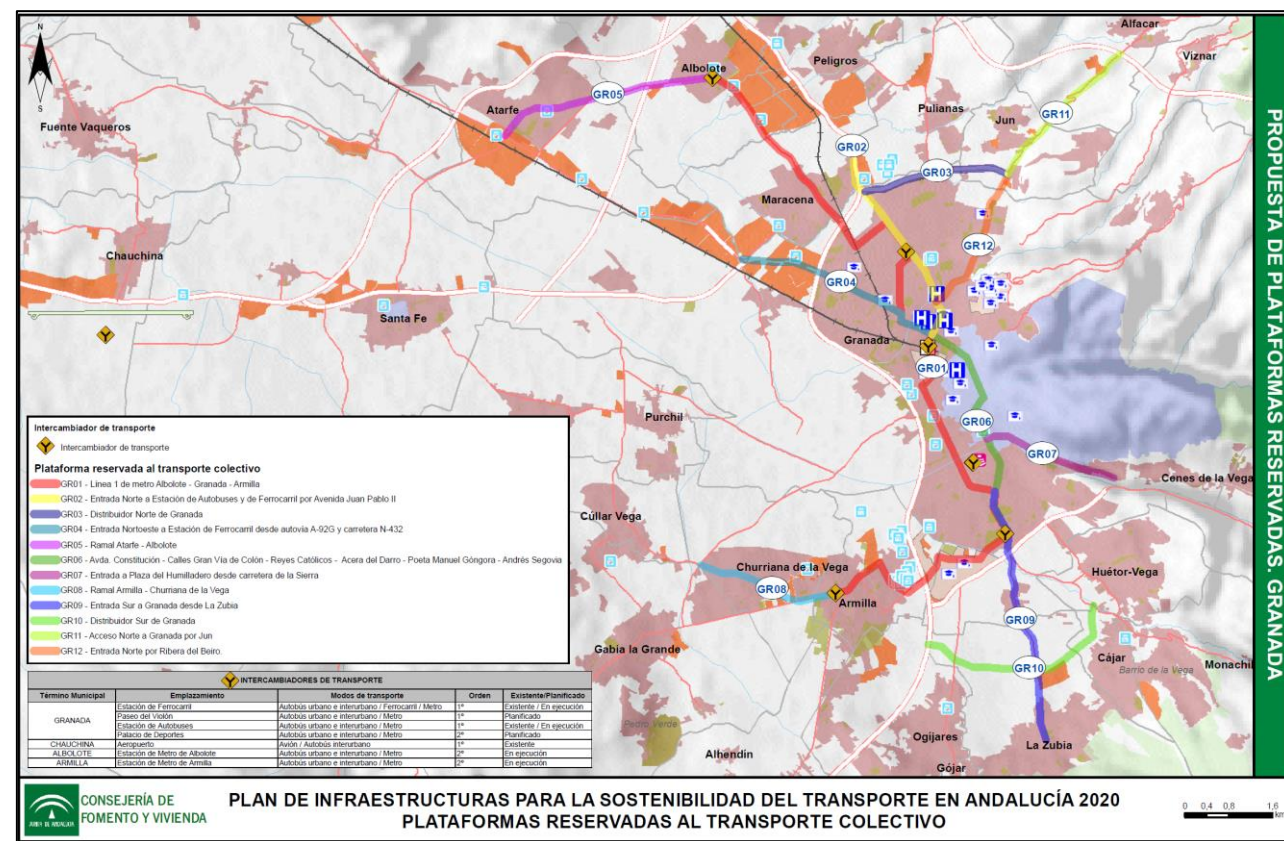 N
S
Alfacar
Viznar
Peligros
Albolote
GR05
Atarfe
GR11
Pulianas
Jun
Fuente Vaqueros
GR02
GR03
Maracena
GR12
Chauchina
GR04
Santa Fe
Granada
GR01
GR06
Purchil
GR07
Cenes de la Vega
Cúllar Vega
Churriana de la Vega
Huétor-Vega
GR08
Armilla
GR09
Gabia la Grande
GR10
Cájar
Monachil
Barrio de la Vega
Pedro Verde
Ogíjares
La Zubia
Alhendin
Gójar
Intercambiador de transporte
Intercambiador de transporte
Plataforma reservada al transporte colectivo
GR01 - Línea 1 de metro Albolote - Granada - Armilla
GR02 - Entrada Norte a Estación de Autobuses y de Ferrocarril por Avenida Juan Pablo II
GR03 - Distribuidor Norte de Granada
GR04 - Entrada Nortoeste a Estación de Ferrocarril desde autovia A-92G y carretera N-432
GR05 - Ramal Atarfe - Albolote
GR06 - Avda. Constitución - Calles Gran Vía de Colón - Reyes Católicos - Acera del Darro - Poeta Manuel Góngora - Andrés Segovia
GR07 - Entrada a Plaza del Humilladero desde carretera de la Sierra
GR08 - Ramal Armilla - Churriana de la Vega
GR09 - Entrada Sur a Granada desde La Zubia
GR10 - Distribuidor Sur de Granada
GR11 - Acceso Norte a Granada por Jun
GR12 - Entrada Norte por Ribera del Beiro.
INTERCAMBIADORES DE TRANSPORTE
Término Municipal Emplazamiento Modos de transporte Orden Existente/Planificado
GRANADA
Estación de Ferrocarril Autobús urbano e interurbano / Ferrocarril / Metro 1º Existente / En ejecución
Paseo del Violón Autobús urbano e interurbano / Metro 1º Planificado
Estación de Autobuses Autobús urbano e interurbano / Metro 1º Existente / En ejecución
Palacio de Deportes Autobús urbano e interurbano / Metro 2º Planificado
CHAUCHINA Aeropuerto Avión / Autobús interurbano 1º Existente
ALBOLOTE Estación de Metro de Albolote Autobús urbano e interurbano / Metro 2º En ejecución
ARMILLA Estación de Metro de Armilla Autobús urbano e interurbano / Metro 2º En ejecución
PROPUESTA DE PLATAFORMAS RESERVADAS. GRANADA
JUNTA DE ANDALUCIA
CONSEJERÍA DE
FOMENTO Y VIVIENDA
PLAN DE INFRAESTRUCTURAS PARA LA SOSTENIBILIDAD DEL TRANSPORTE EN ANDALUCÍA 2020
PLATAFORMAS RESERVADAS AL TRANSPORTE COLECTIVO
0 0,4 0,8 1,6
km